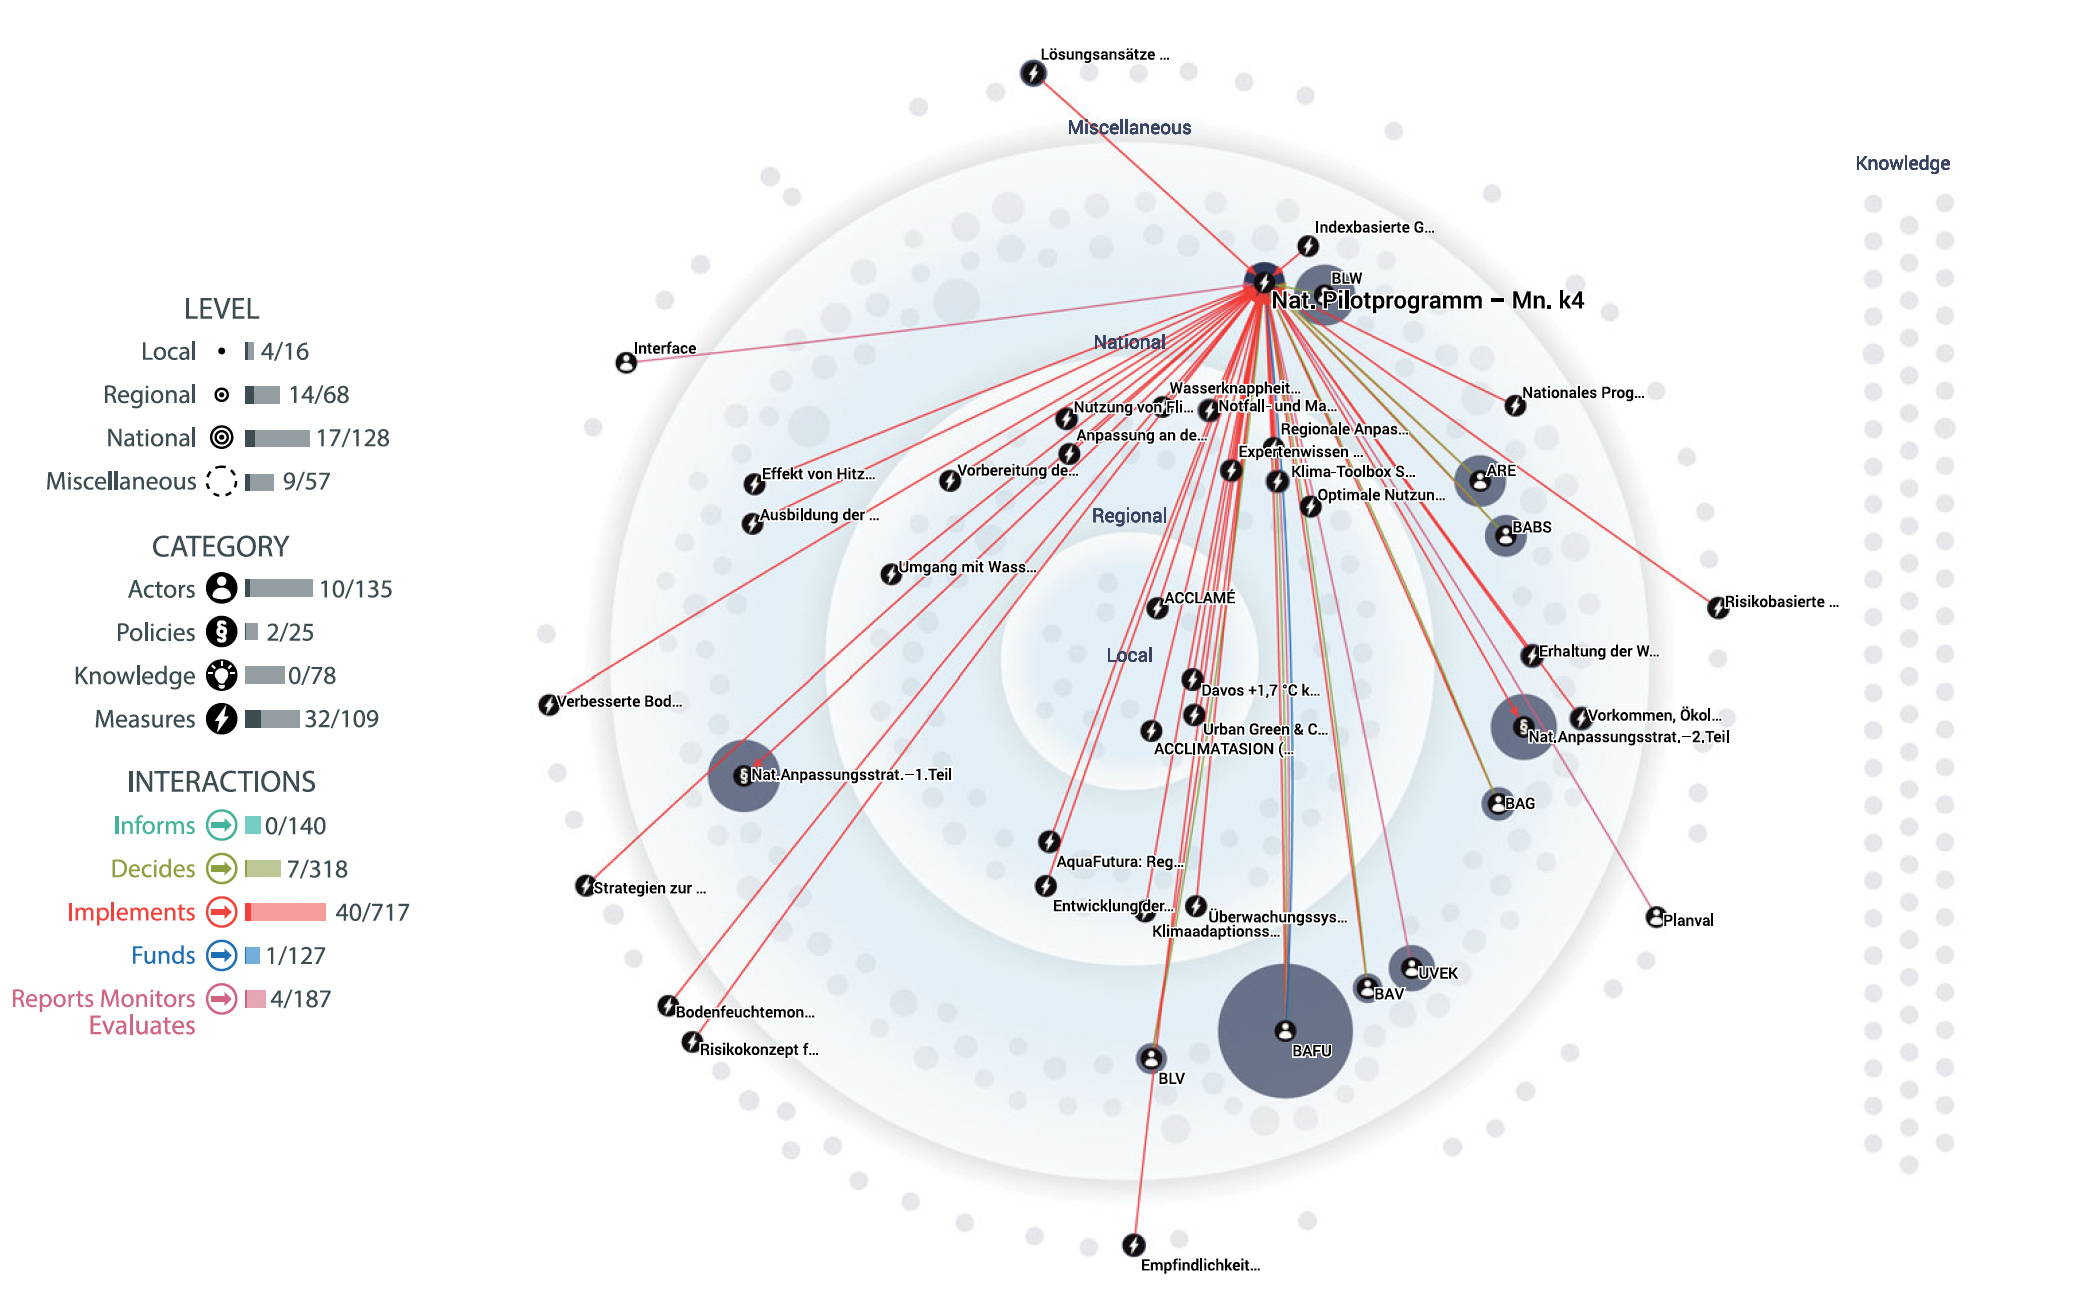 LEVEL
Local 4/16
Regional 14/68
National 17/128
Miscellaneous 9/57
CATEGORY
Actors 10/135
Policies § 2/25
Knowledge 0/78
Measures 32/109
INTERACTIONS
Informs 0/140
Decides 7/318
Implements 40/717
Funds 1/127
Reports Monitors 4/187
Evaluates
Lösungsansätze ...
Miscellaneous
Knowledge
Indexbasierte G...
BLW
Nat. Pilotprogramm – Mn. k4
National
Interface
Wasserknappheit...
Nationales Prog...
Nutzung von Fli...
Notfall- und Ma...
Anpassung an de...
Regionale Anpas...
Expertenwissen ...
Effekt von Hitz...
Vorbereitung de...
Klima-Toolbox S...
ARE
Optimale Nutzun...
Ausbildung der ...
Regional
BABS
Umgang mit Wass...
ACCLAMÉ
Risikobasierte ...
Local
Erhaltung der W...
Davos +1,7 °C k...
Verbesserte Bod...
Vorkommen, Ökol...
Urban Green & C...
§ Nat.Anpassungsstrat.–2.Teil
ACCLIMATASION (...
§ Nat.Anpassungsstrat.–1.Teil
BAG
AquaFutura: Reg...
Strategien zur ...
Entwicklung der...
Überwachungssys...
Planval
Klimaadaptionss...
UVEK
BAV
Bodenfeuchtemon...
Risikokonzept f...
BAFU
BLV
Empfindlichkeit...